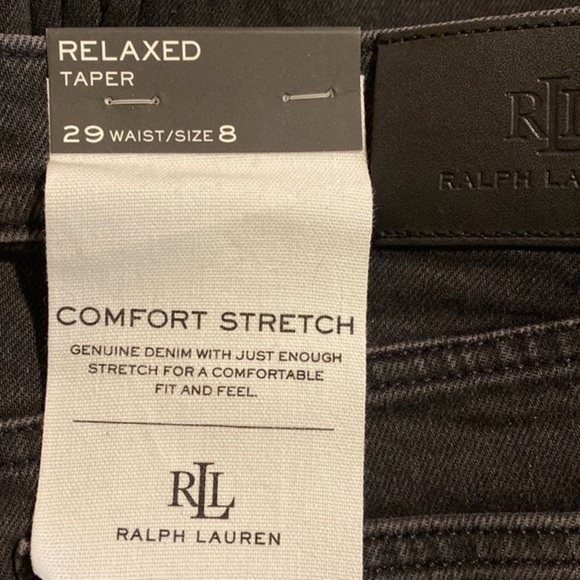 RELAXED
TAPER
29 WAIST/SIZE 8
COMFORT STRETCH
GENUINE DENIM WITH JUST ENOUGH
STRETCH FOR A COMFORTABLE
FIT AND FEEL.
RLL
RALPH LAUREN
RLL
RALPH LA